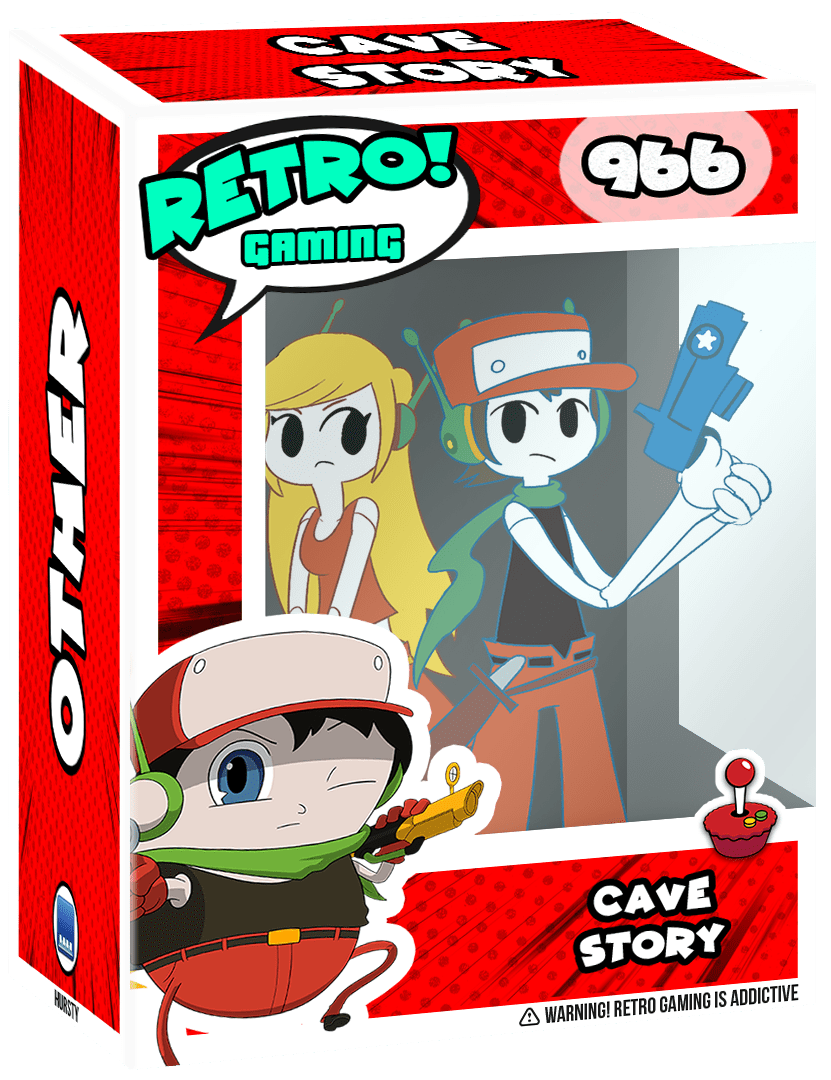 CAVE
STORY
RETRO!
GAMING
966
OTHER
CAVE
STORY
HURSTY
WARNING! RETRO GAMING IS ADDICTIVE